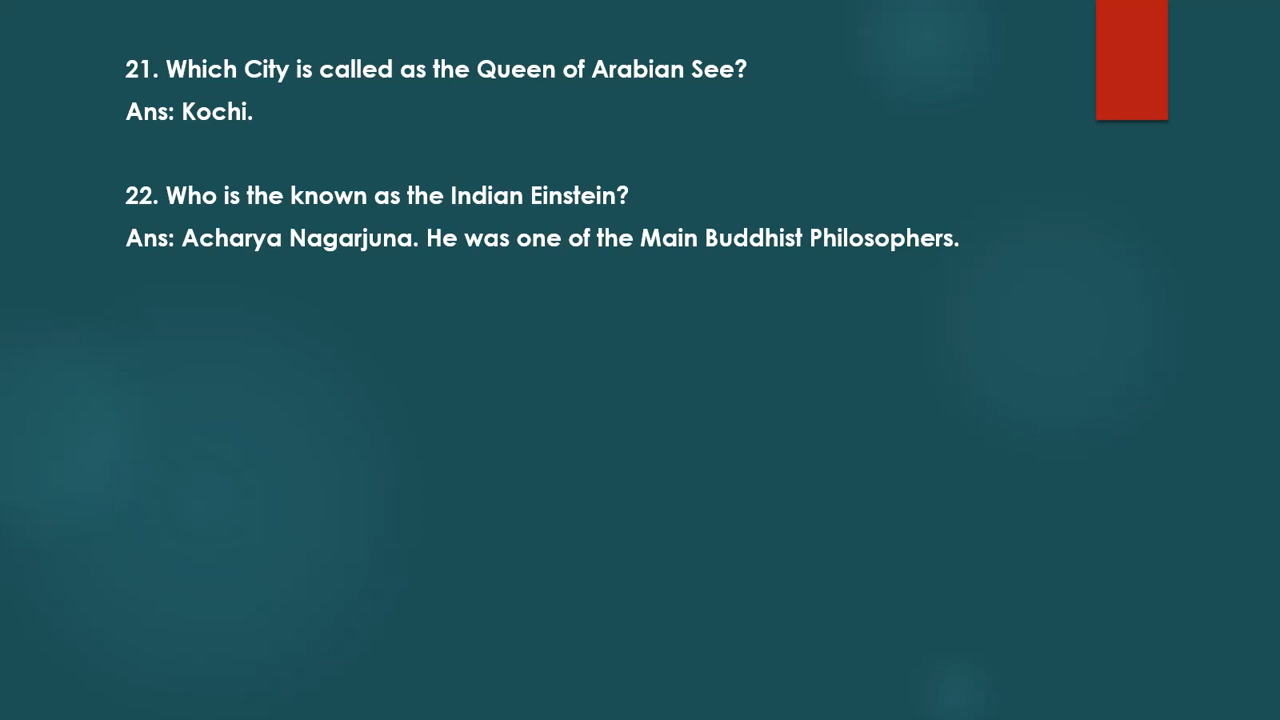 21. Which City is called as the Queen of Arabian See?
Ans: Kochi.
22. Who is the known as the Indian Einstein?
Ans: Acharya Nagarjuna. He was one of the Main Buddhist Philosophers.